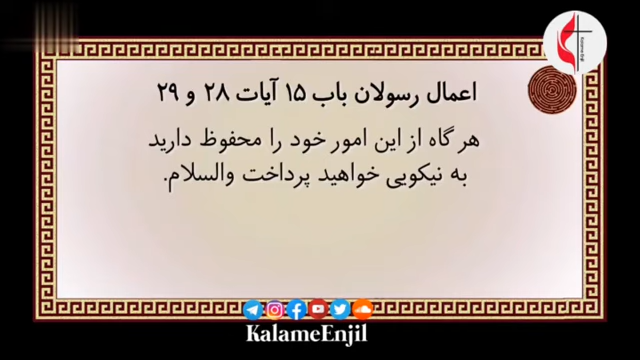 اعمال رسولان باب ۱۵ آیات ۲۸ و ۲۹
هر گاه از این امور خود را محفوظ دارید
به نیکویی خواهید پرداخت والسلام.
KalameEnjil